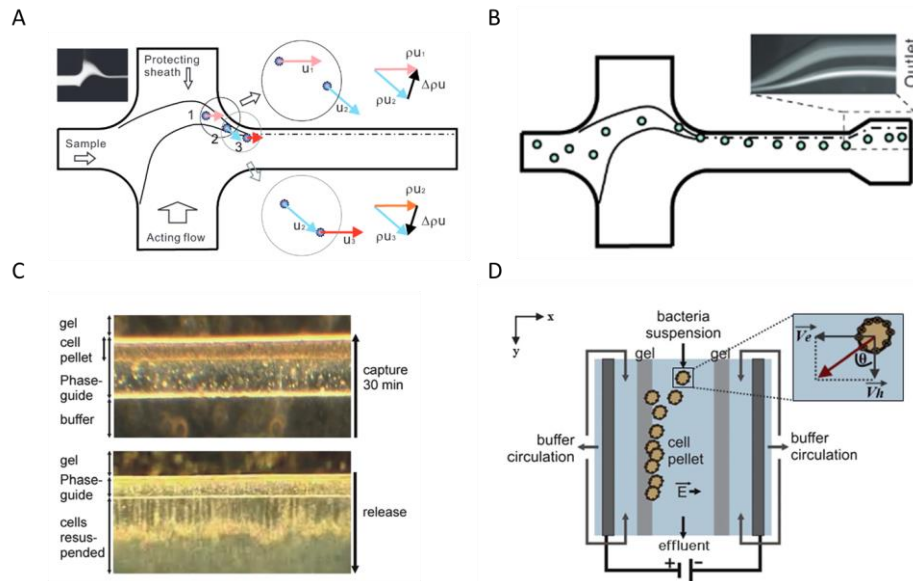 A
Protecting
sheath
Sample
Acting flow
1
2
3
u1
u2
ρu1
ρu2
Δρu
u2
u3
ρu2
ρu3
Δρu
B
Outlet
C
gel
cell
pellet
Phase-
guide
buffer
capture
30 min
gel
Phase-
guide
cells
resus-
pended
release
D
x
y
bacteria
suspension
gel
gel
Ve
θ
Vh
buffer
circulation
cell
pellet
buffer
circulation
E
effluent
+ −